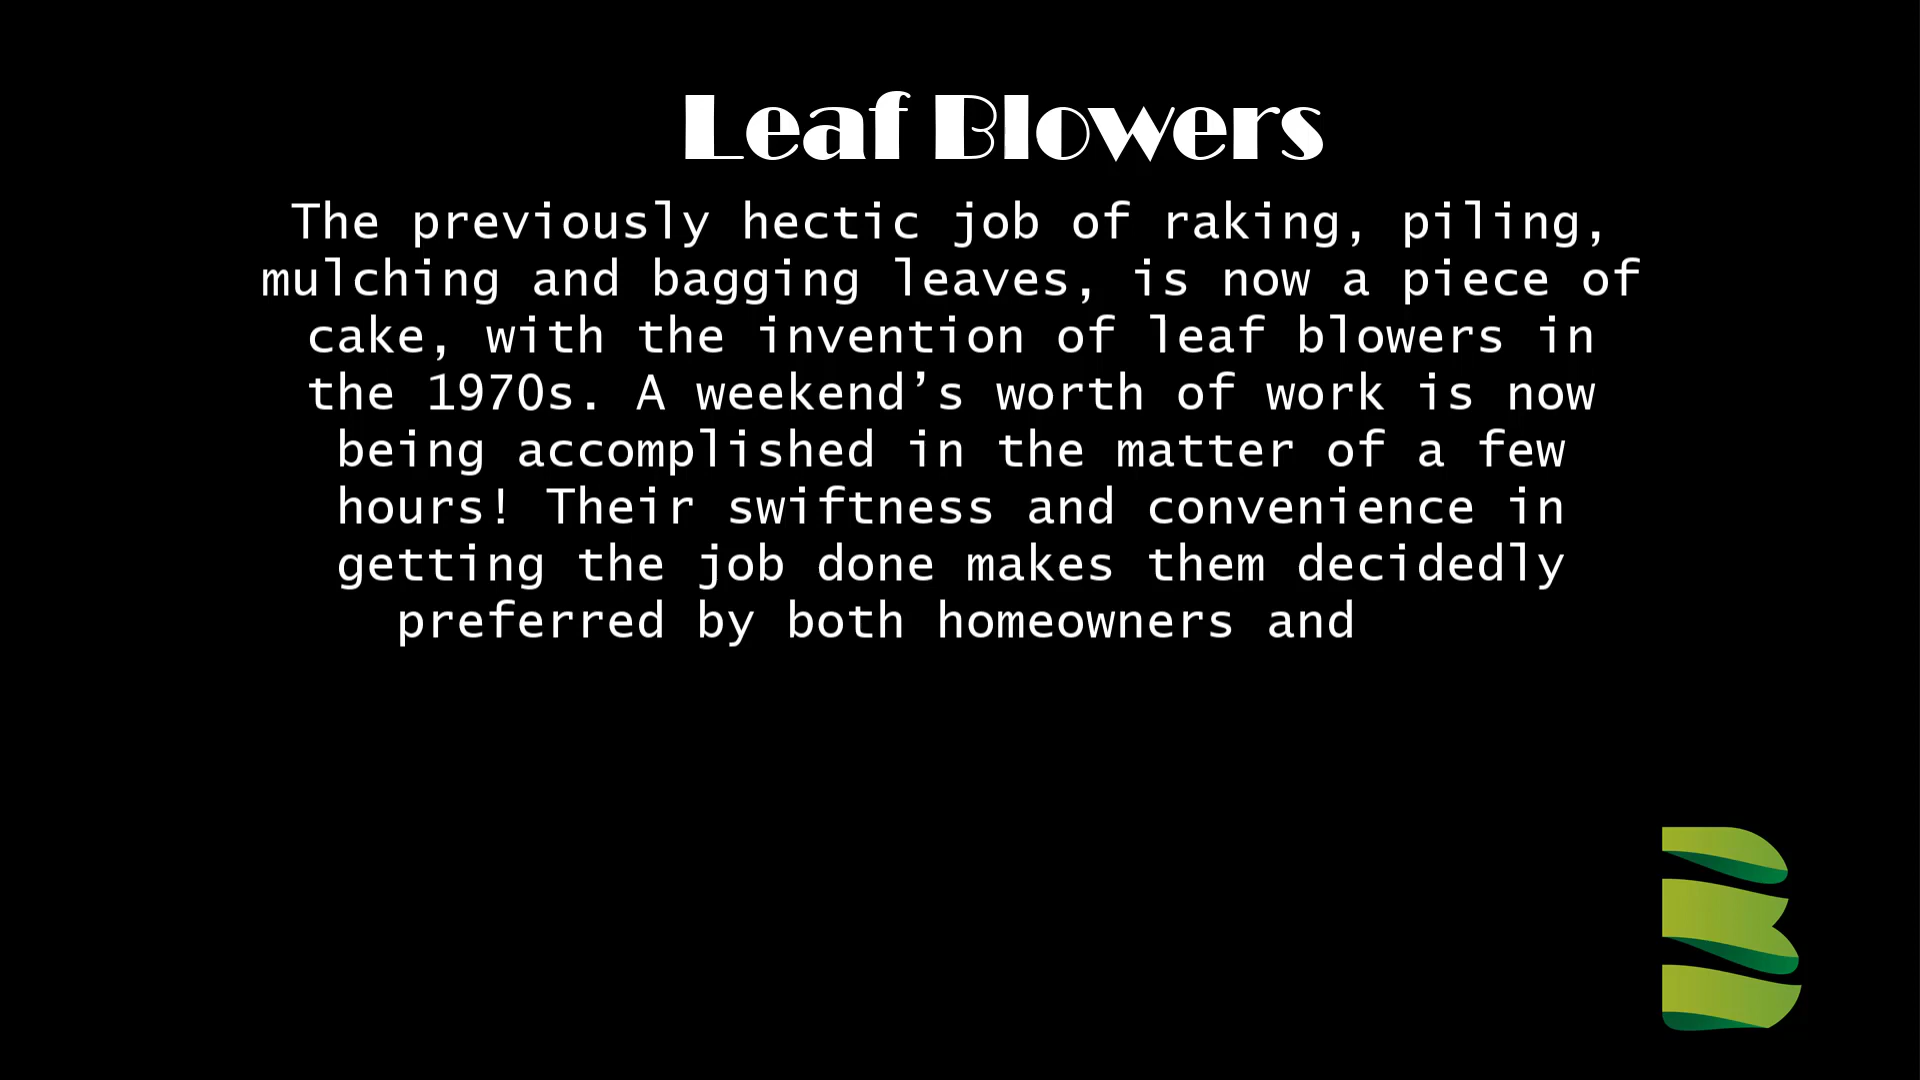 Leaf Blowers
The previously hectic job of raking, piling,
mulching and bagging leaves, is now a piece of
cake, with the invention of leaf blowers in
the 1970s. A weekend’s worth of work is now
being accomplished in the matter of a few
hours! Their swiftness and convenience in
getting the job done makes them decidedly
preferred by both homeowners and
B